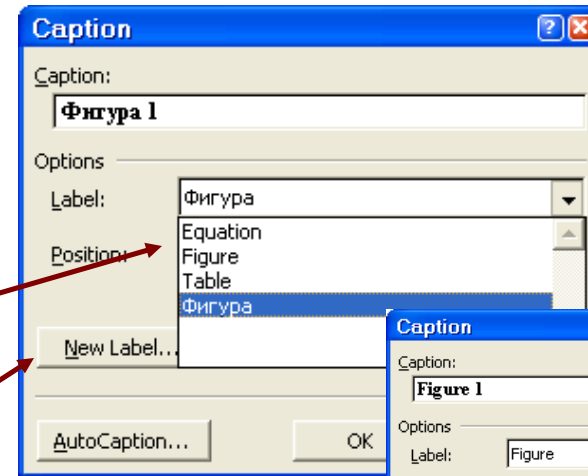 Caption
Caption:
Фигура 1
Options
Label:
Фигура
Position:
Equation
Figure
Table
Фигура
New Label...
AutoCaption...
OK
Caption
Caption:
Figure 1
Options
Label:
Figure